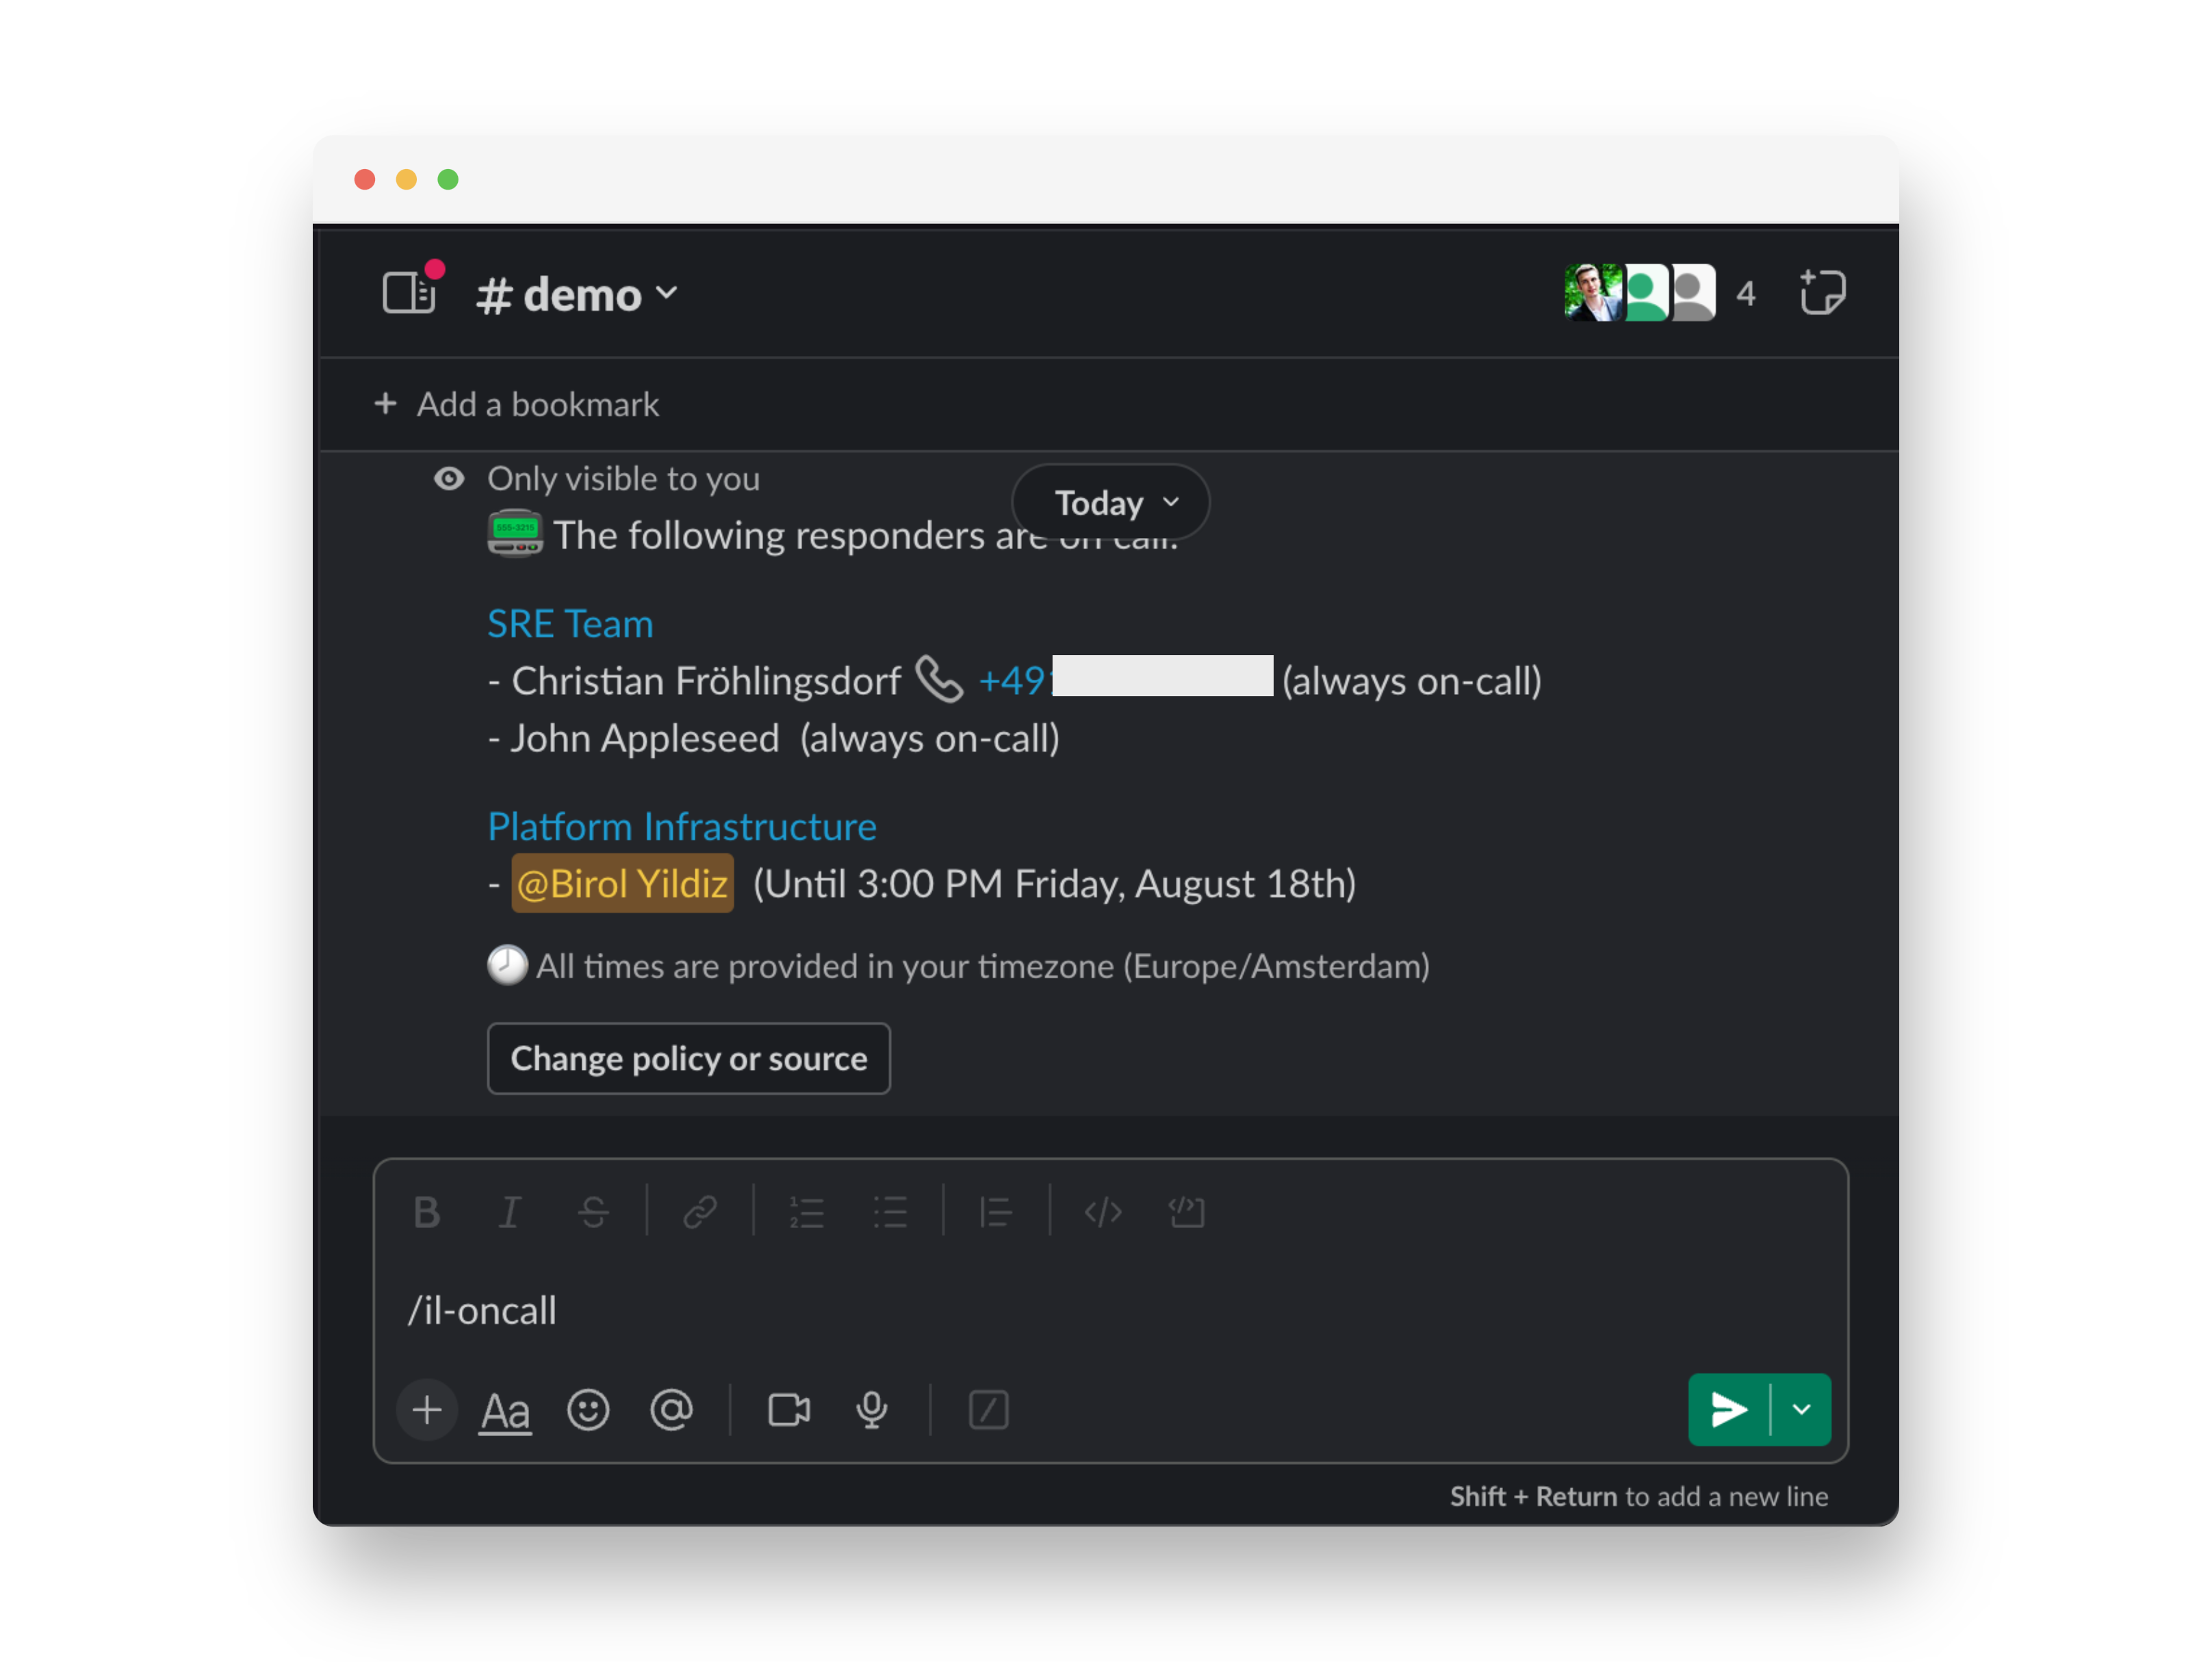 # demo
4
+ Add a bookmark
Only visible to you
Today
555-3215
The following responders are on call:
SRE Team
- Christian Fröhlingsdorf +49 (always on-call)
- John Appleseed (always on-call)
Platform Infrastructure
- @Birol Yildiz (Until 3:00 PM Friday, August 18th)
All times are provided in your timezone (Europe/Amsterdam)
Change policy or source
B I S
/il-oncall
+ Aa @
Shift + Return to add a new line